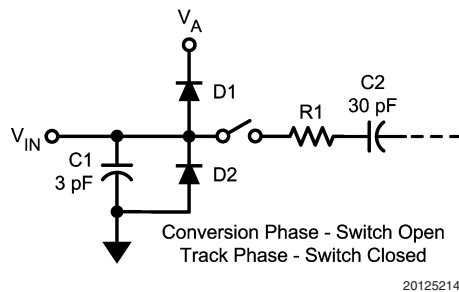 VA
D1
C2
30 pF
R1
VIN
C1
3 pF
D2
Conversion Phase - Switch Open
Track Phase - Switch Closed
20125214